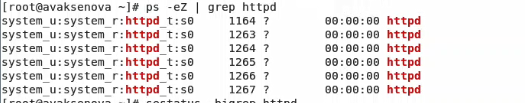 [root@avaksenova ~]# ps -eZ | grep httpd
system_u:system_r:httpd_t:s0 1164 ? 00:00:00 httpd
system_u:system_r:httpd_t:s0 1263 ? 00:00:00 httpd
system_u:system_r:httpd_t:s0 1264 ? 00:00:00 httpd
system_u:system_r:httpd_t:s0 1265 ? 00:00:00 httpd
system_u:system_r:httpd_t:s0 1266 ? 00:00:00 httpd
system_u:system_r:httpd_t:s0 1267 ? 00:00:00 httpd
[root@avaksenova ~]# sestatus -bigrep httpd